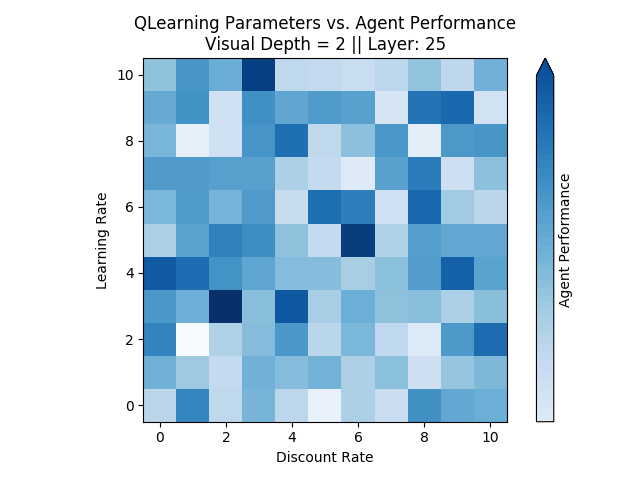 QLearning Parameters vs. Agent Performance
Visual Depth = 2 || Layer: 25
10
8
6
4
2
0
Learning Rate
0 2 4 6 8 10
Discount Rate
Agent Performance